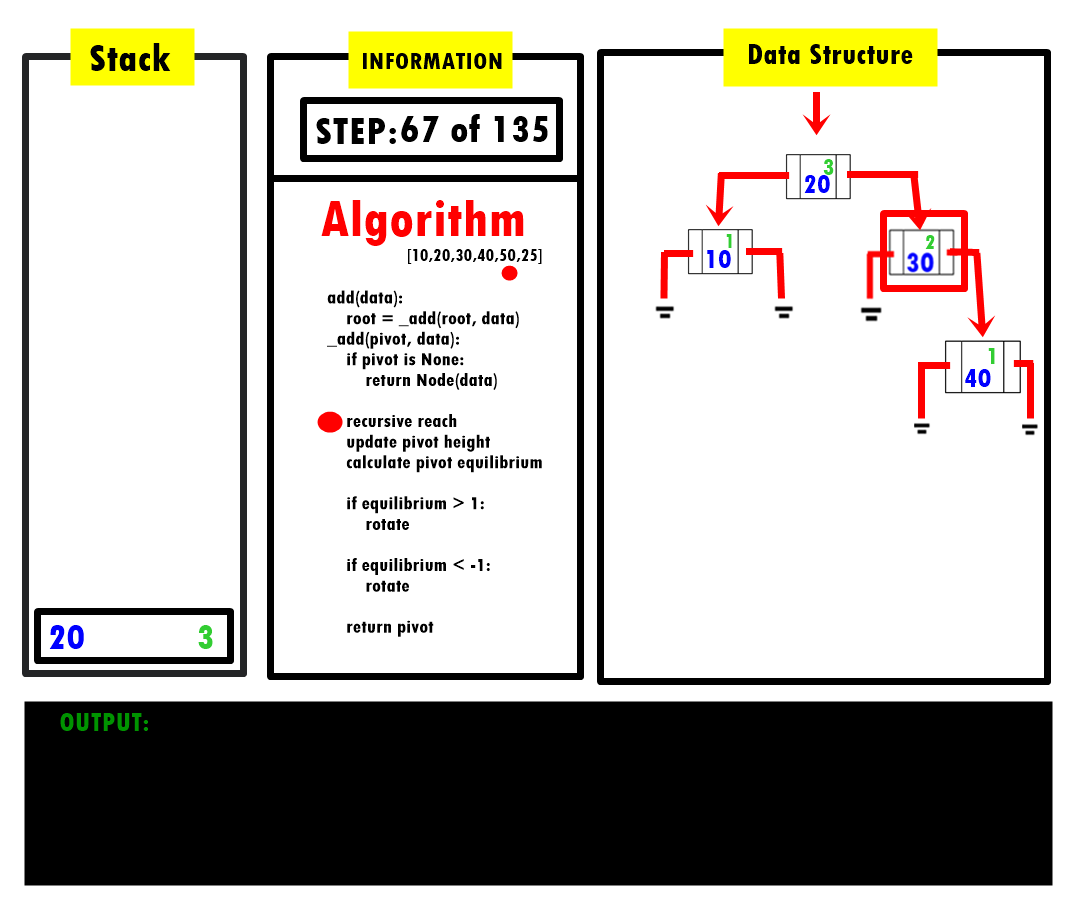 Stack
20 3
INFORMATION
STEP:67 of 135
Algorithm
[10,20,30,40,50,25]
add(data):
root = _add(root, data)
_add(pivot, data):
if pivot is None:
return Node(data)
recursive reach
update pivot height
calculate pivot equilibrium
if equilibrium > 1:
rotate
if equilibrium < -1:
rotate
return pivot
Data Structure
3
20
1
10
2
30
1
40
OUTPUT: